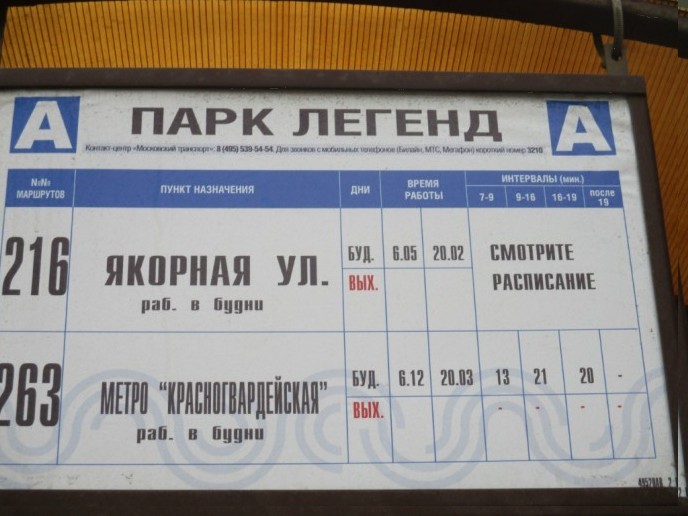 А ПАРК ЛЕГЕНД А
Контакт-центр «Московский транспорт»: 8 (495) 539-54-54. Для звонков с мобильных телефонов (Билайн, МТС, Мегафон) короткий номер 3210
№№ МАРШРУТОВ ПУНКТ НАЗНАЧЕНИЯ ДНИ ВРЕМЯ РАБОТЫ ИНТЕРВАЛЫ (мин.)
7-9 9-16 16-19 после 19
216 ЯКОРНАЯ УЛ. БУД. 6.05 20.02 СМОТРИТЕ
раб. в будни ВЫХ. РАСПИСАНИЕ
263 МЕТРО "КРАСНОГВАРДЕЙСКАЯ" БУД. 6.12 20.03 13 21 20 -
раб. в будни ВЫХ. - - - -